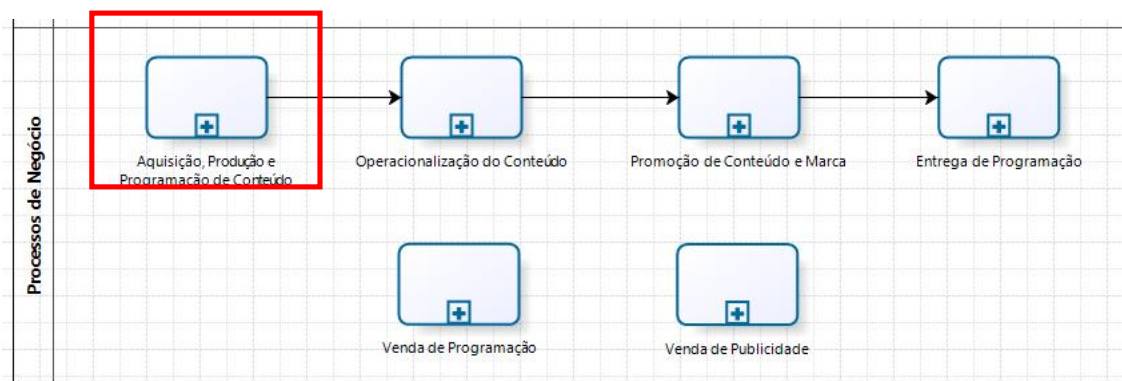 Processos de Negócio
Aquisição, Produção e
Programação de Conteúdo
Operacionalização do Conteúdo
Promoção de Conteúdo e Marca
Entrega de Programação
Venda de Programação
Venda de Publicidade